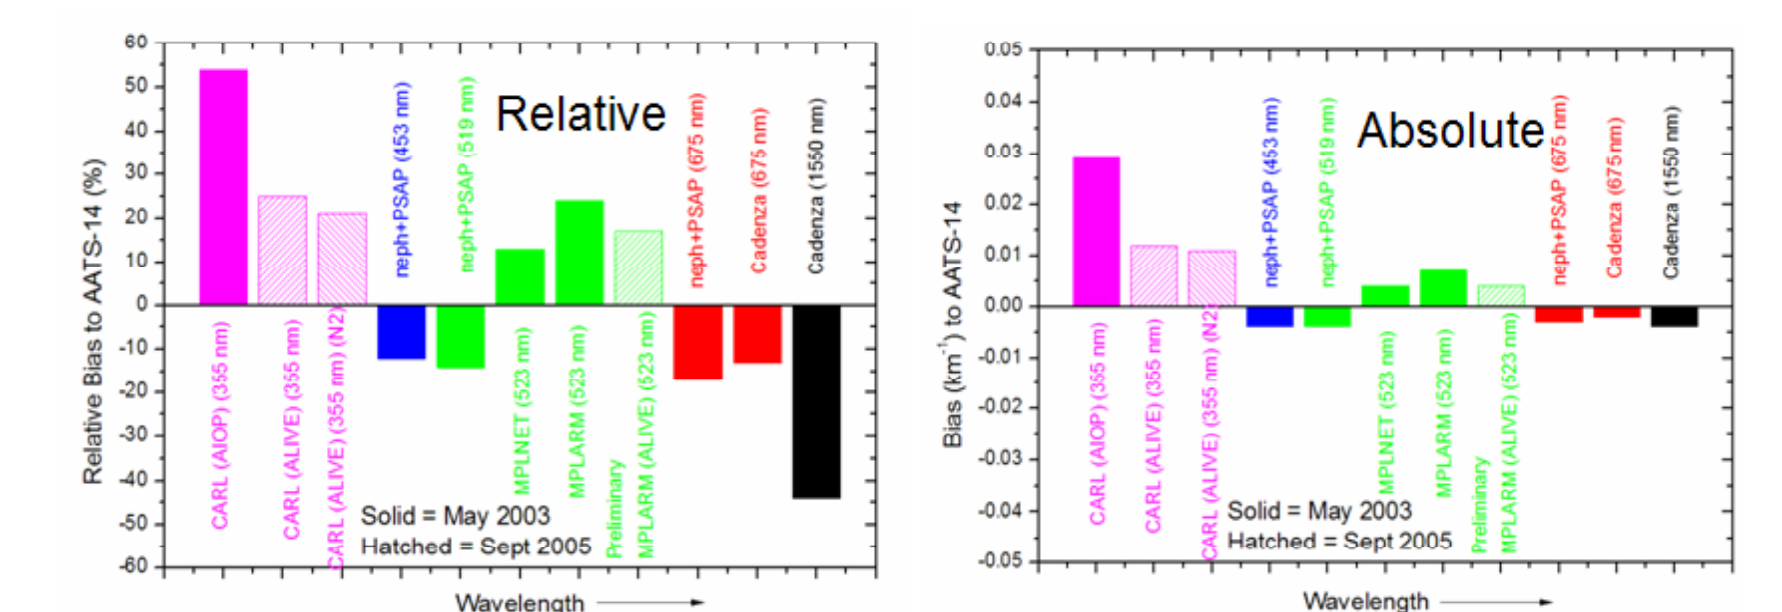 60
50
40
30
20
10
0
-10
-20
-30
-40
-50
-60
Relative Bias to AATS-14 (%)
Relative
CARL (AIOP) (355 nm)
CARL (ALIVE) (355 nm)
CARL (ALIVE) (355 nm) (N2)
neph+PSAP (453 nm)
neph+PSAP (519 nm)
MPLNET (523 nm)
MPLARM (523 nm)
Preliminary
MPLARM (ALIVE) (523 nm)
neph+PSAP (675 nm)
Cadenza (675 nm)
Cadenza (1550 nm)
Solid = May 2003
Hatched = Sept 2005
Wavelength
0.05
0.04
0.03
0.02
0.01
0.00
-0.01
-0.02
-0.03
-0.04
-0.05
Bias (km⁻¹) to AATS-14
Absolute
CARL (AIOP) (355 nm)
CARL (ALIVE) (355 nm)
CARL (ALIVE) (355 nm) (N2)
neph+PSAP (453 nm)
neph+PSAP (519 nm)
MPLNET (523 nm)
MPLARM (523 nm)
Preliminary
MPLARM (ALIVE) (523 nm)
neph+PSAP (675 nm)
Cadenza (675nm)
Cadenza (1550 nm)
Solid = May 2003
Hatched = Sept 2005
Wavelength